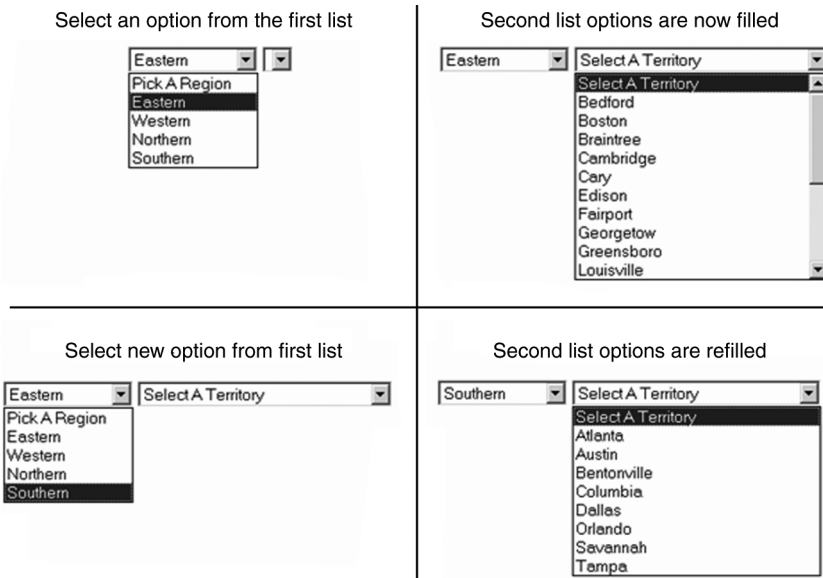 Select an option from the first list
Eastern
Pick A Region
Eastern
Western
Northern
Southern
Second list options are now filled
Eastern
Select A Territory
Select A Territory
Bedford
Boston
Braintree
Cambridge
Cary
Edison
Fairport
Georgetow
Greensboro
Louisville
Select new option from first list
Eastern
Select A Territory
Pick A Region
Eastern
Western
Northern
Southern
Second list options are refilled
Southern
Select A Territory
Select A Territory
Atlanta
Austin
Bentonville
Columbia
Dallas
Orlando
Savannah
Tampa